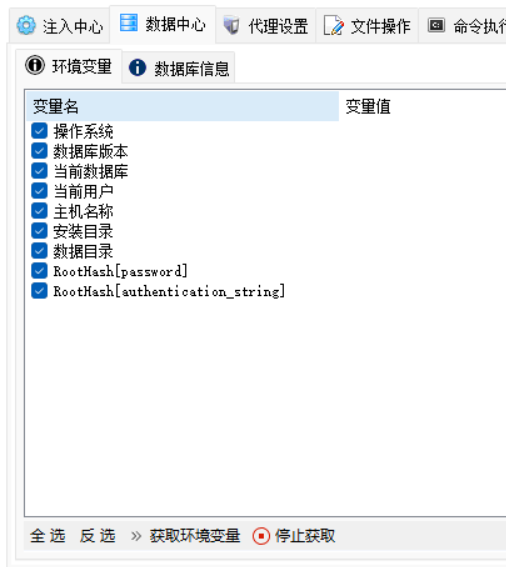 注入中心 数据中心 代理设置 文件操作 命令执行
环境变量 数据库信息
变量名 变量值
操作系统
数据库版本
当前数据库
当前用户
主机名称
安装目录
数据目录
RootHash[password]
RootHash[authentication_string]
全选 反选 » 获取环境变量 停止获取